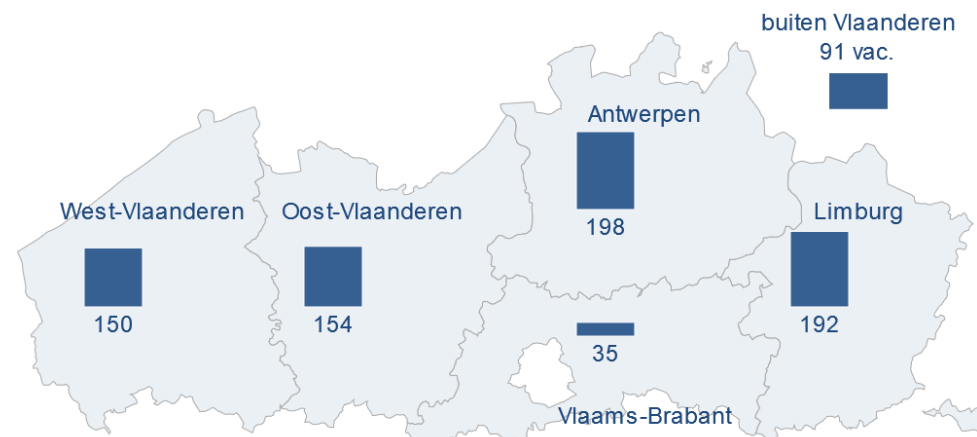 buiten Vlaanderen
91 vac.
Antwerpen
198
West-Vlaanderen
150
Oost-Vlaanderen
154
Limburg
192
35
Vlaams-Brabant